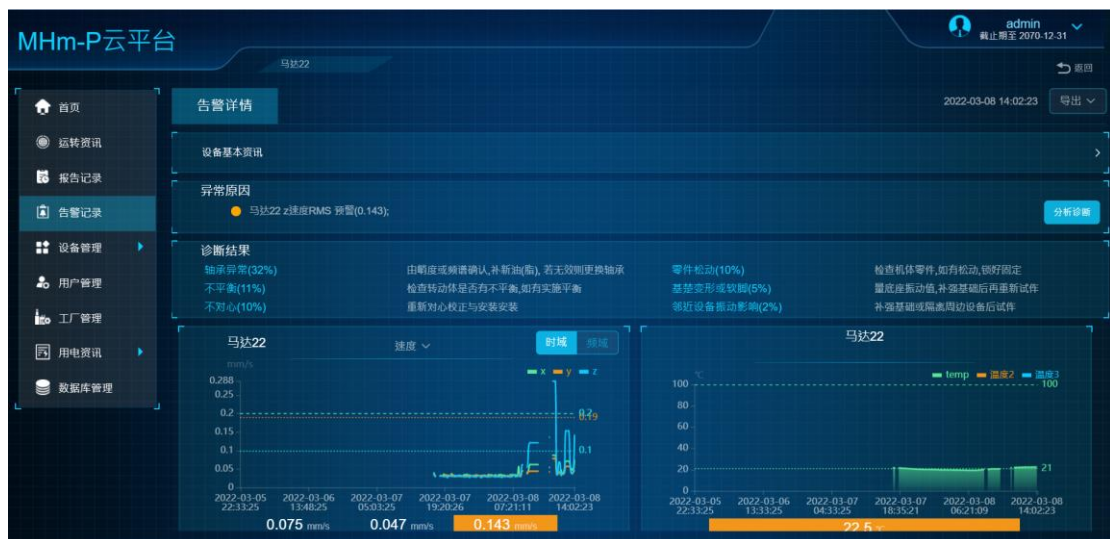 MHm-P云平台
admin
截止期至 2070-12-31
马达22
返回
首页
运转资讯
报告记录
告警记录
设备管理
用户管理
工厂管理
用电资讯
数据库管理
告警详情
2022-03-08 14:02:23
导出
设备基本资讯
异常原因
马达22 z速度RMS 预警(0.143);
分析诊断
诊断结果
轴承异常(32%) 由峭度或频谱确认,补新油(脂), 若无效则更换轴承 零件松动(10%) 检查机体零件,如有松动,锁好固定
不平衡(11%) 检查转动体是否有不平衡,如有实施平衡 基楚变形或软脚(5%) 量底座振动值,补强基础后再重新试作
不对心(10%) 重新对心校正与安装安装 邻近设备振动影响(2%) 补强基础或隔离周边设备后试作
马达22
速度
时域 频域
mm/s
x y z
0.288
0.25
0.2
0.15
0.1
0.05
0
0.2
0.19
0.1
2022-03-05 2022-03-06 2022-03-07 2022-03-07 2022-03-08 2022-03-08
22:33:25 13:48:25 05:03:25 19:20:26 07:21:11 14:02:23
0.075 mm/s 0.047 mm/s 0.143 mm/s
马达22
℃
temp 温度2 温度3
100
80
60
40
20
0
100
21
2022-03-05 2022-03-06 2022-03-07 2022-03-07 2022-03-08 2022-03-08
22:33:25 13:33:25 04:33:25 18:35:21 06:21:09 14:02:23
22.5 ℃